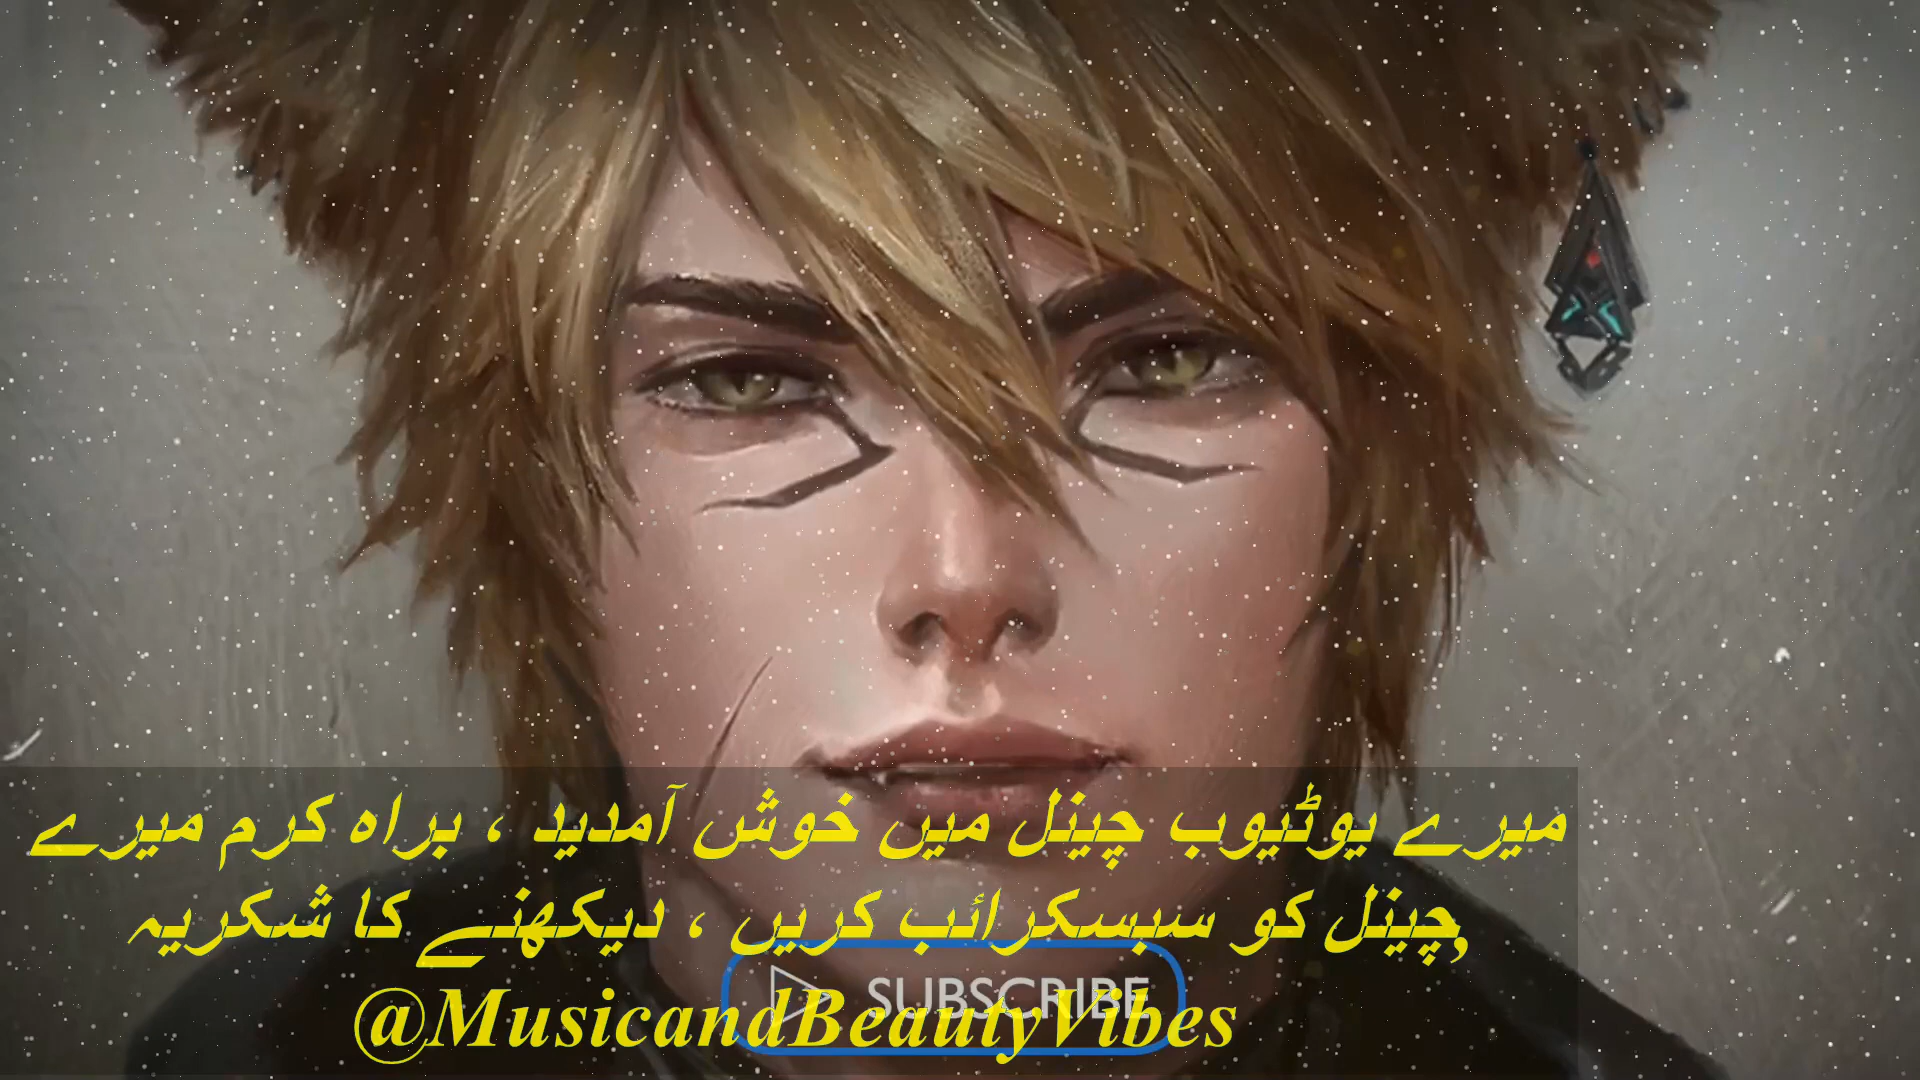 میرے یوٹیوب چینل میں خوش آمدید ، براہ کرم میرے
چینل کو سبسکرائب کریں ، دیکھنے کا شکریہ,
@MusicandBeautyVibes
SUBSCRIBE